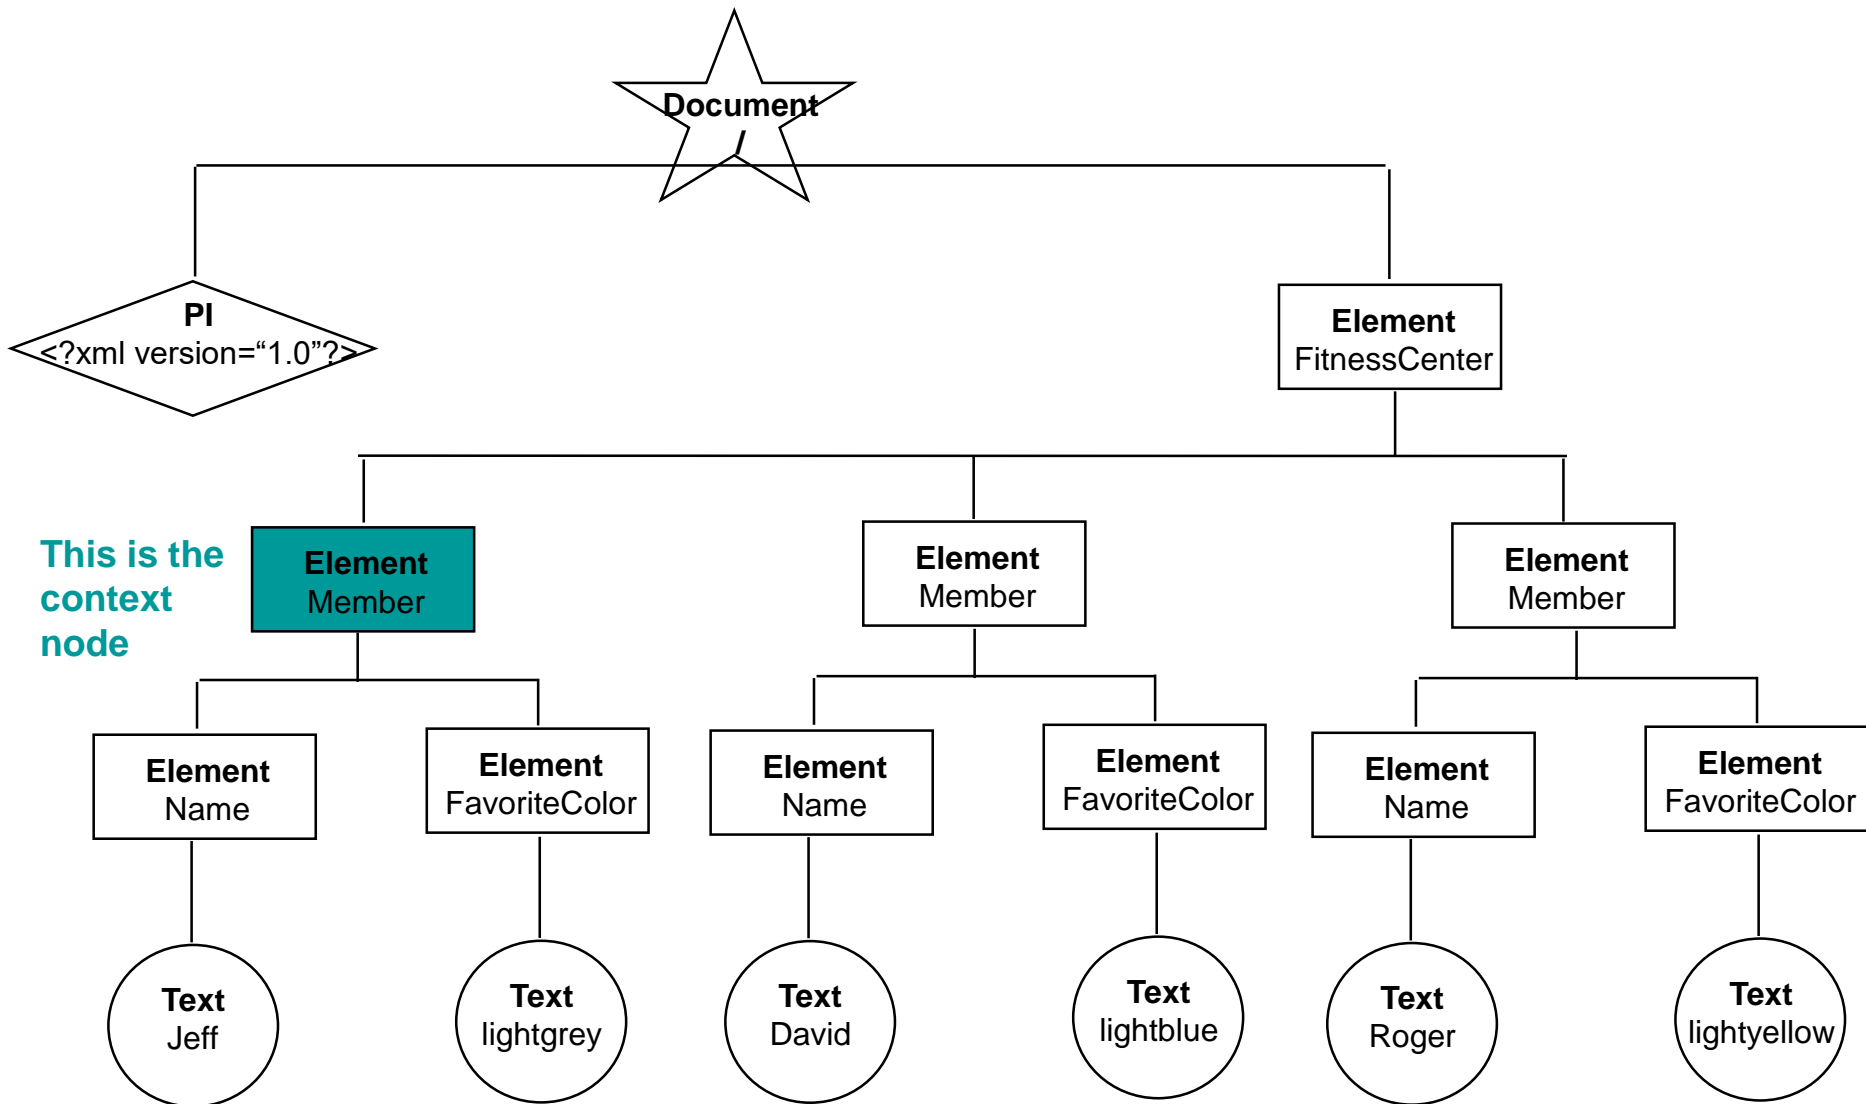 Document
/
PI
<?xml version=“1.0”?>
Element
FitnessCenter
This is the
context
node
Element
Member
Element
Member
Element
Member
Element
Name
Element
FavoriteColor
Element
Name
Element
FavoriteColor
Element
Name
Element
FavoriteColor
Text
Jeff
Text
lightgrey
Text
David
Text
lightblue
Text
Roger
Text
lightyellow